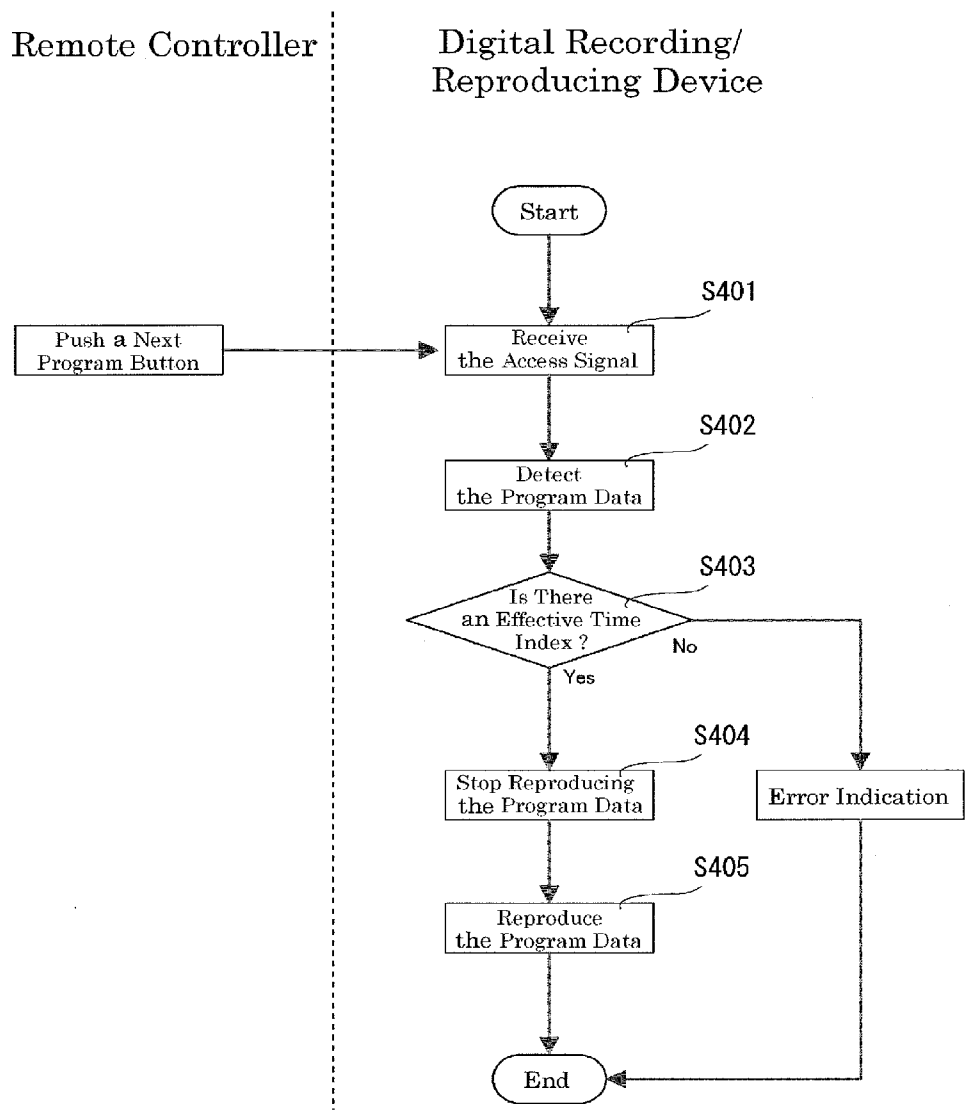 Remote Controller
Digital Recording/
Reproducing Device
Start
S401
Push a Next
Program Button
Receive
the Access Signal
S402
Detect
the Program Data
S403
Is There
an Effective Time
Index ?
No
Yes
S404
Stop Reproducing
the Program Data
Error Indication
S405
Reproduce
the Program Data
End